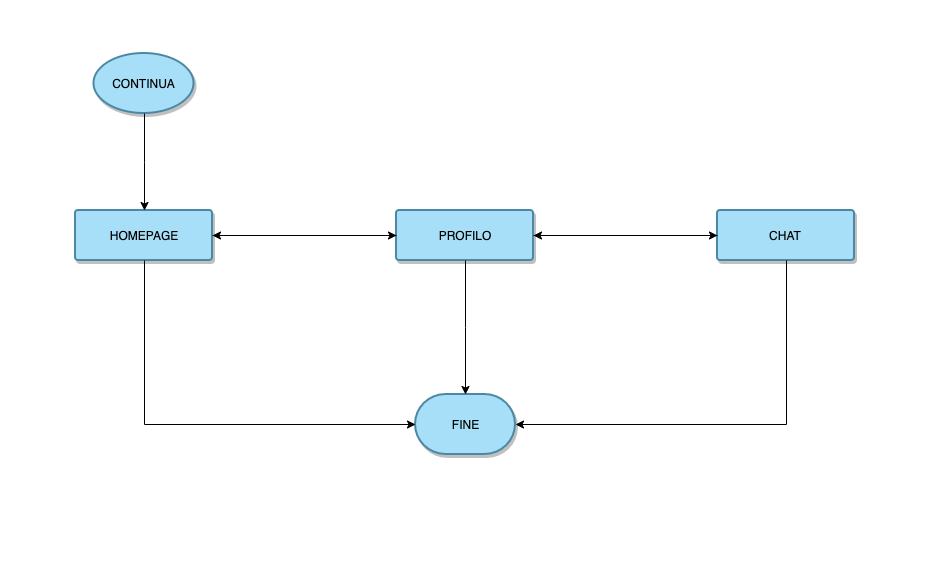 CONTINUA
HOMEPAGE
PROFILO
CHAT
FINE